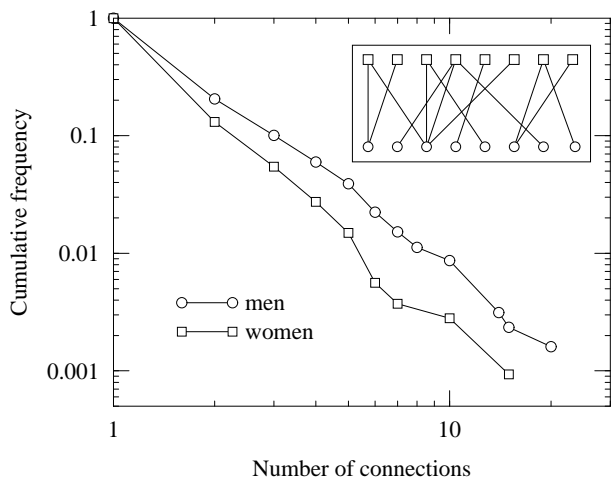 1
0.1
0.01
0.001
Cumulative frequency
men
women
1
10
Number of connections